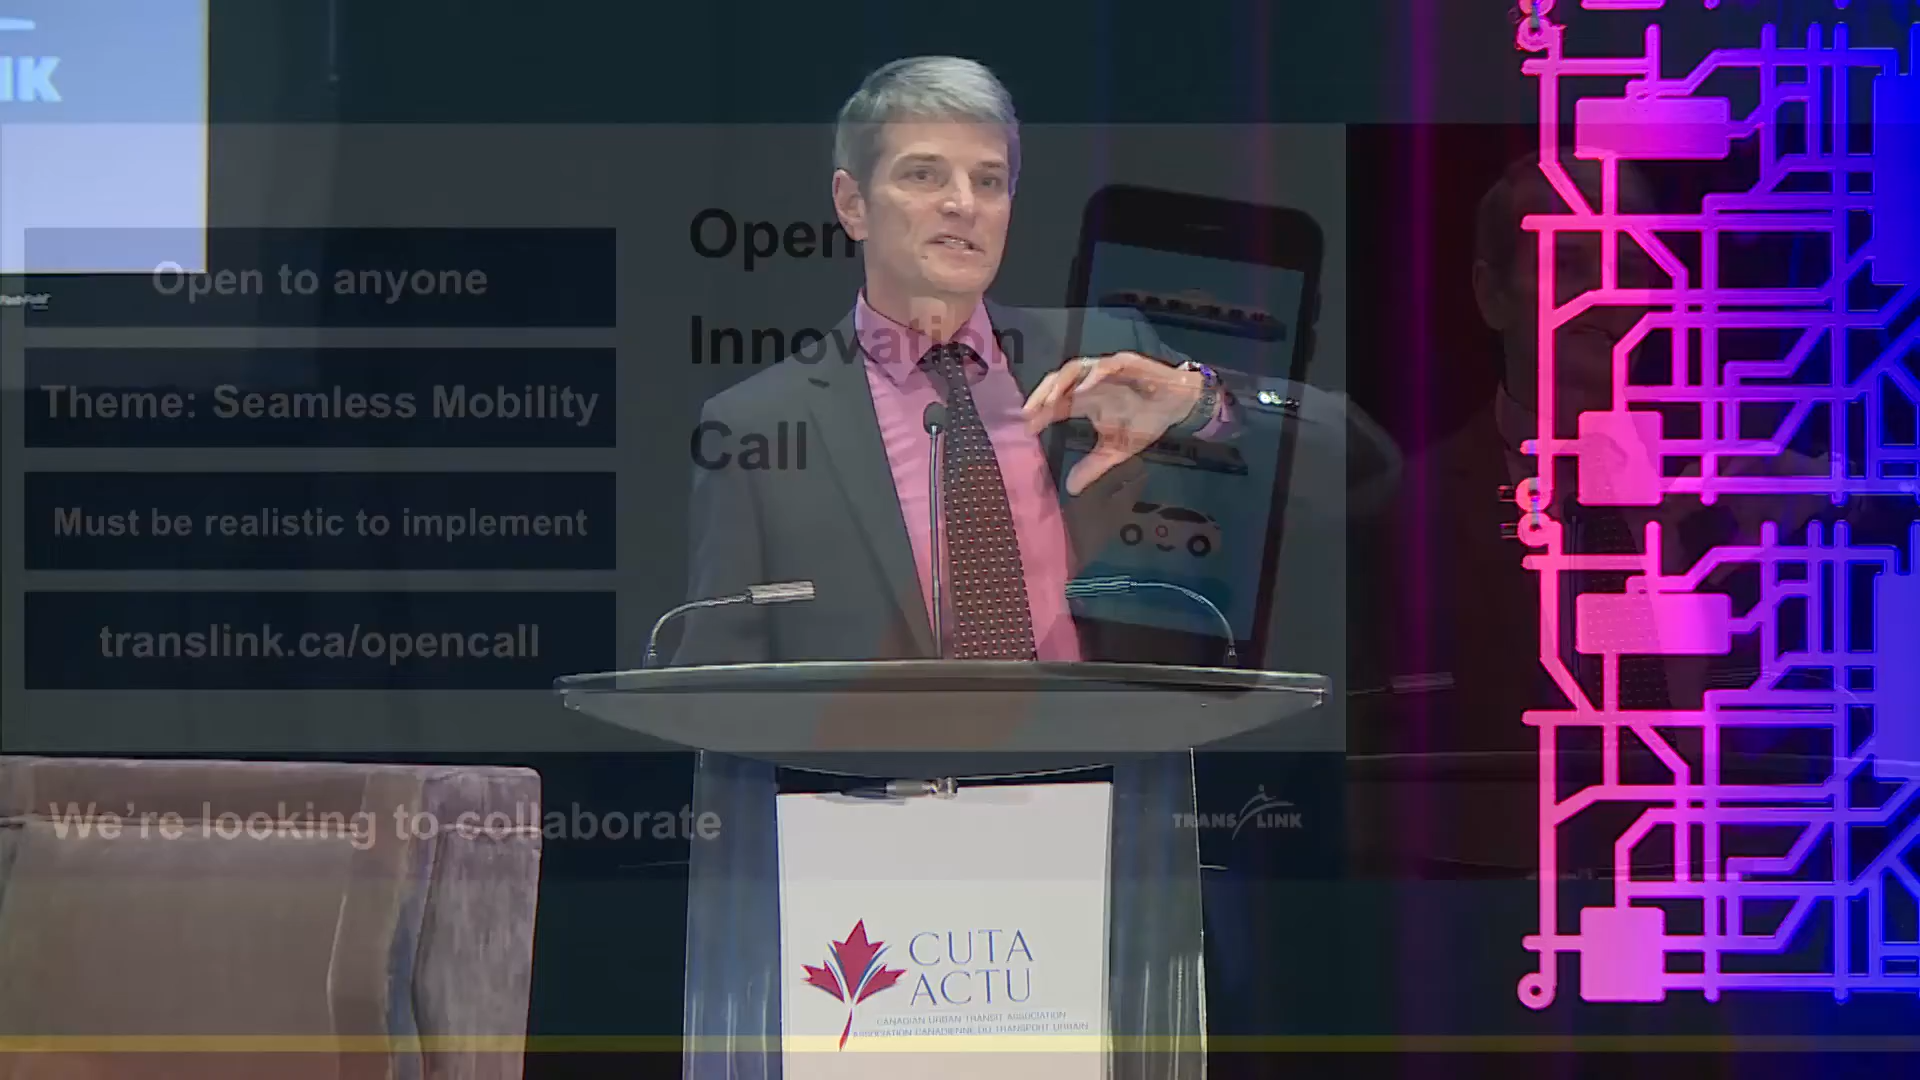 IK
Open to anyone
Theme: Seamless Mobility
Must be realistic to implement
translink.ca/opencall
Open
Innovation
Call
We're looking to collaborate
TRANSLINK
CUTA
ACTU
CANADIAN URBAN TRANSIT ASSOCIATION
ASSOCIATION CANADIENNE DU TRANSPORT URBAIN